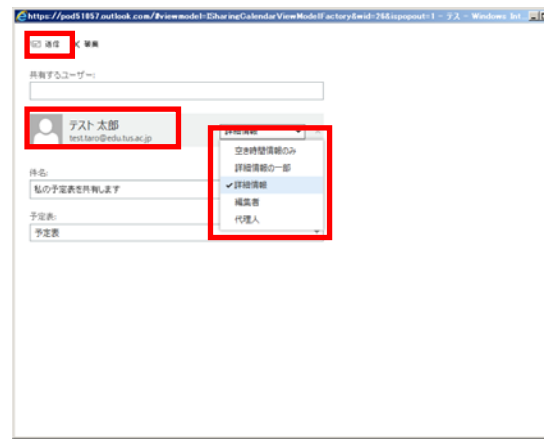 https://pod51057.outlook.com/#viewmodel=ISharingCalendarViewModelFactory&wid=26&ispopout=1 - テス - Windows Int...
送信 破棄
共有するユーザー:
テスト 太郎
test.taro@edu.tus.ac.jp
詳細情報
空き時間情報のみ
詳細情報の一部
詳細情報
編集者
代理人
件名:
私の予定表を共有します
予定表:
予定表